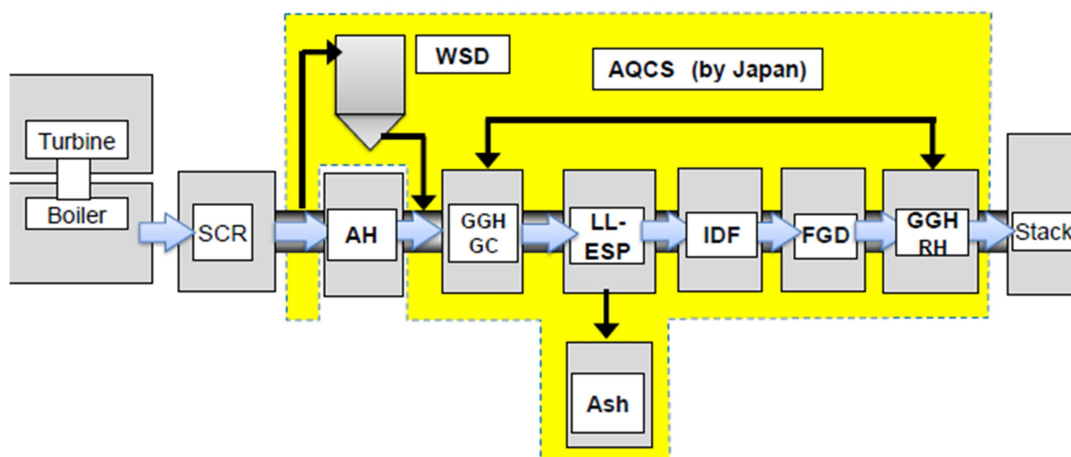 WSD
AQCS (by Japan)
Turbine
Boiler
SCR
AH
GGH
GC
LL-
ESP
IDF
FGD
GGH
RH
Stack
Ash